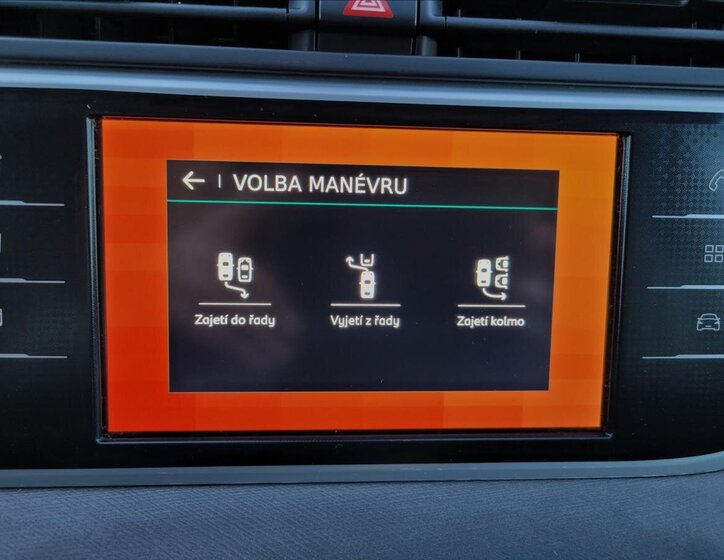 VOLBA MANÉVRU
Zajetí do řady
Vyjetí z řady
Zajetí kolmo